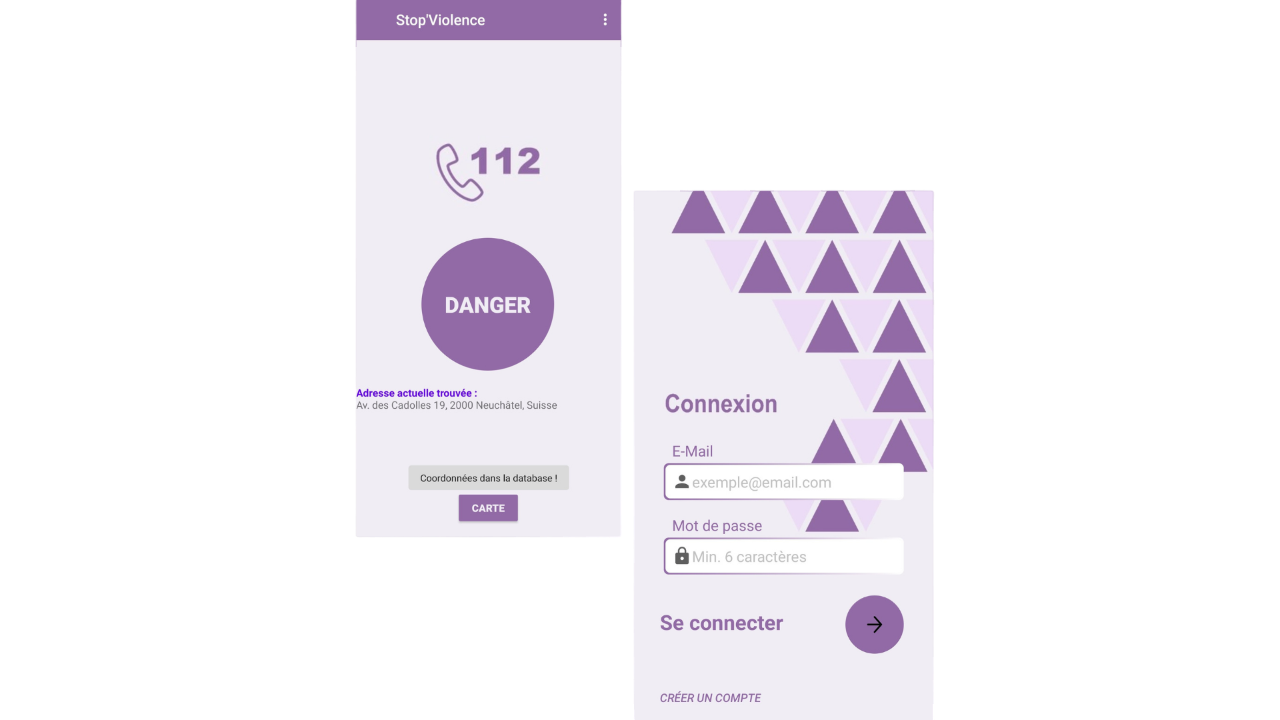 Stop'Violence
112
DANGER
Adresse actuelle trouvée :
Av. des Cadolles 19, 2000 Neuchâtel, Suisse
Coordonnées dans la database !
CARTE
Connexion
E-Mail
exemple@email.com
Mot de passe
Min. 6 caractères
Se connecter
CRÉER UN COMPTE